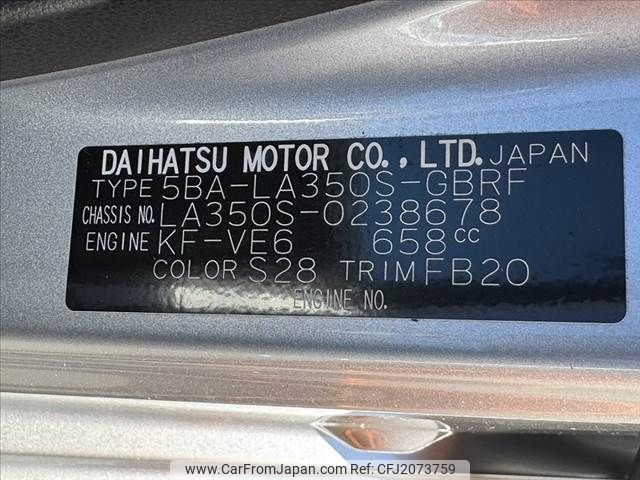 DAIHATSU MOTOR CO., LTD. JAPAN
TYPE 5BA-LA350S-GBRF
CHASSIS NO. LA350S-0238678
ENGINE KF-VE6 658cc
COLOR S28 TRIM FB20
ENGINE NO.
www.CarFromJapan.com | CFJ2073759